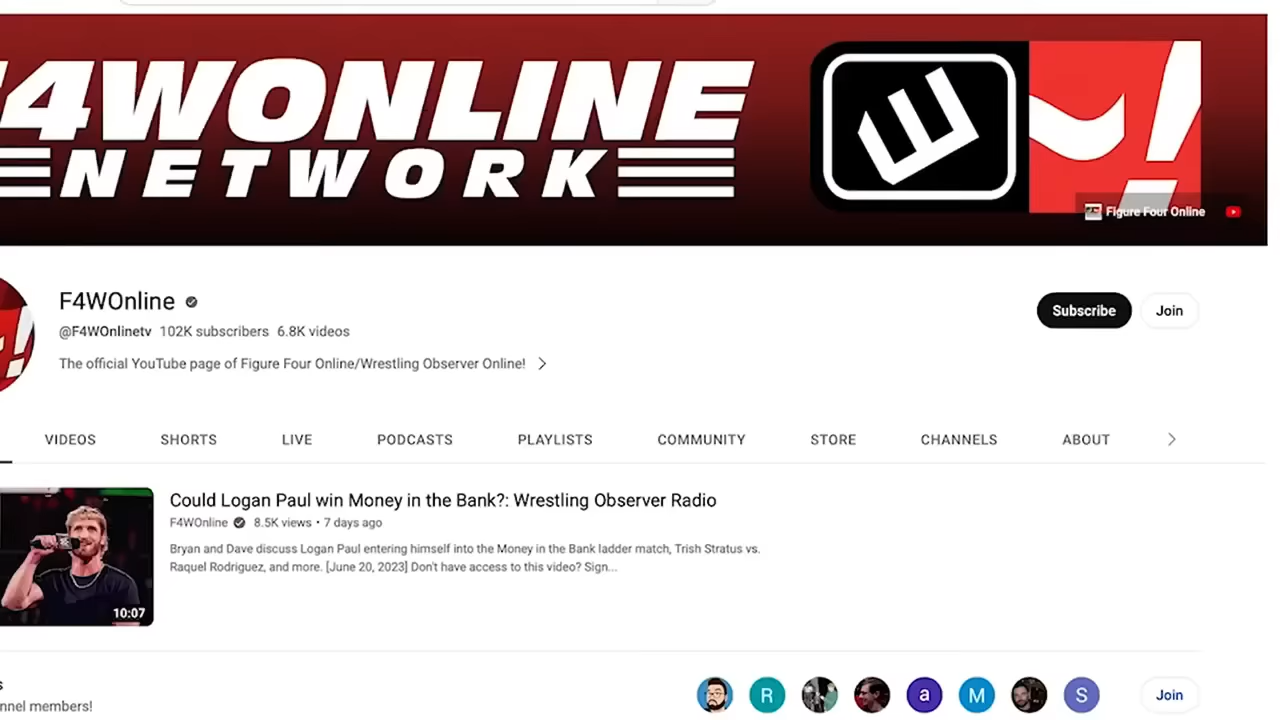 F4WONLINE
NETWORK
Figure Four Online
F4WOnline
@F4WOnlinetv 102K subscribers 6.8K videos
The official YouTube page of Figure Four Online/Wrestling Observer Online!
Subscribe
Join
VIDEOS SHORTS LIVE PODCASTS PLAYLISTS COMMUNITY STORE CHANNELS ABOUT
Could Logan Paul win Money in the Bank?: Wrestling Observer Radio
F4WOnline 8.5K views • 7 days ago
Bryan and Dave discuss Logan Paul entering himself into the Money in the Bank ladder match, Trish Stratus vs.
Raquel Rodriguez, and more. [June 20, 2023] Don't have access to this video? Sign...
10:07
R a M S
Join
nnel members!